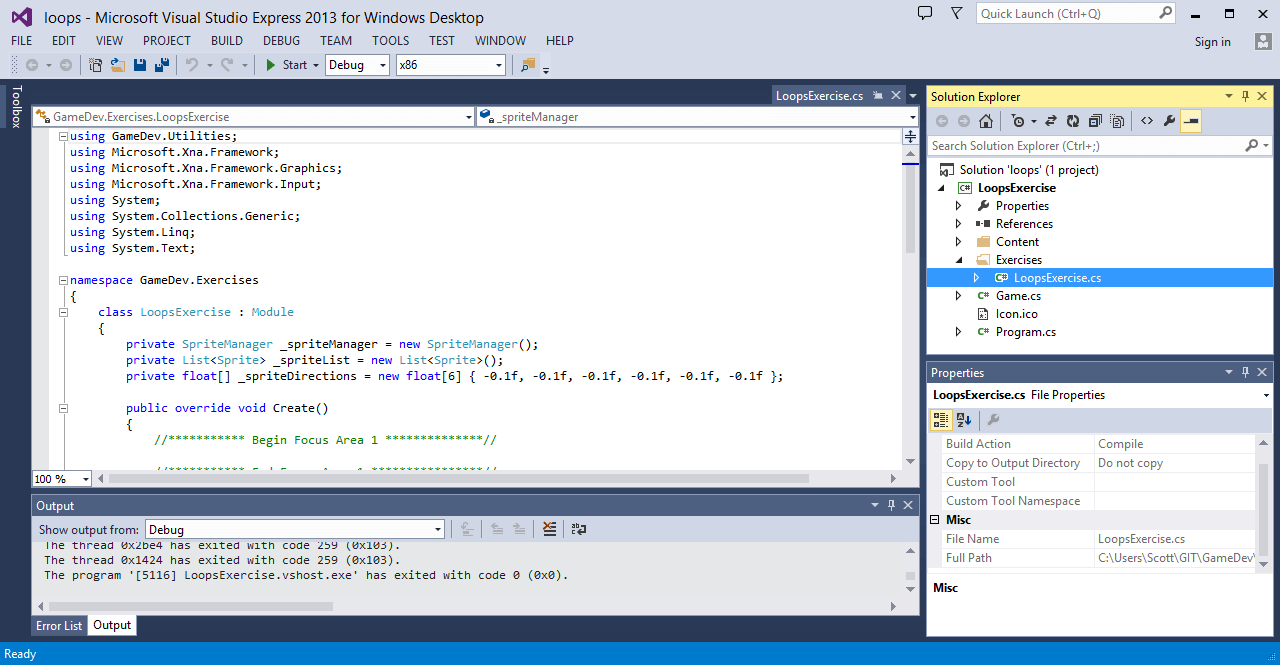 loops - Microsoft Visual Studio Express 2013 for Windows Desktop
Quick Launch (Ctrl+Q)
FILE EDIT VIEW PROJECT BUILD DEBUG TEAM TOOLS TEST WINDOW HELP
Sign in
Start Debug x86
Toolbox
LoopsExercise.cs
GameDev.Exercises.LoopsExercise _spriteManager
using GameDev.Utilities;
using Microsoft.Xna.Framework;
using Microsoft.Xna.Framework.Graphics;
using Microsoft.Xna.Framework.Input;
using System;
using System.Collections.Generic;
using System.Linq;
using System.Text;
namespace GameDev.Exercises
{
class LoopsExercise : Module
{
private SpriteManager _spriteManager = new SpriteManager();
private List<Sprite> _spriteList = new List<Sprite>();
private float[] _spriteDirections = new float[6] { -0.1f, -0.1f, -0.1f, -0.1f, -0.1f, -0.1f };
public override void Create()
{
//*********** Begin Focus Area 1 **************//
100 %
Output
Show output from: Debug
The thread 0x2be4 has exited with code 259 (0x103).
The thread 0x1424 has exited with code 259 (0x103).
The program '[5116] LoopsExercise.vshost.exe' has exited with code 0 (0x0).
Error List Output
Ready
Solution Explorer
Search Solution Explorer (Ctrl+;)
Solution 'loops' (1 project)
C# LoopsExercise
Properties
References
Content
Exercises
C# LoopsExercise.cs
C# Game.cs
Icon.ico
C# Program.cs
Properties
LoopsExercise.cs File Properties
Build Action Compile
Copy to Output Directory Do not copy
Custom Tool
Custom Tool Namespace
Misc
File Name LoopsExercise.cs
Full Path C:\Users\Scott\GIT\GameDev\
Misc